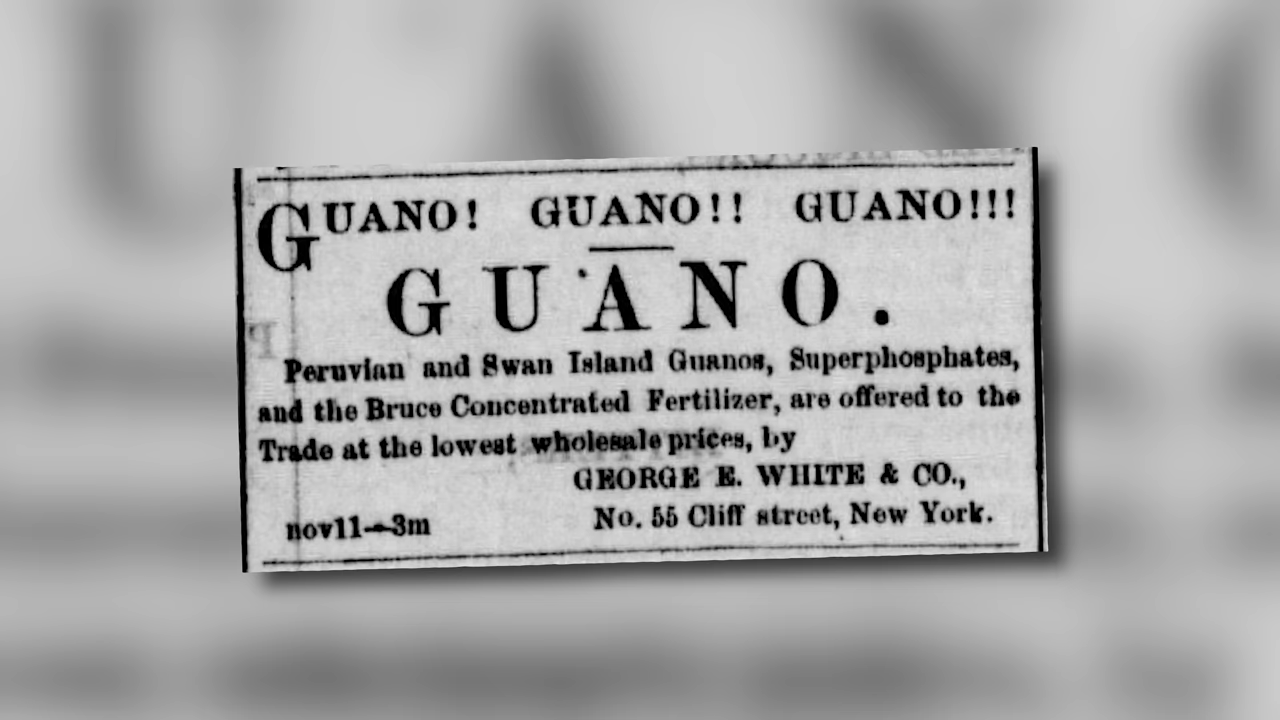 GUANO! GUANO!! GUANO!!!
GUANO.
Peruvian and Swan Island Guanos, Superphosphates,
and the Bruce Concentrated Fertilizer, are offered to the
Trade at the lowest wholesale prices, by
GEORGE E. WHITE & CO.,
nov11—3m No. 55 Cliff street, New York.